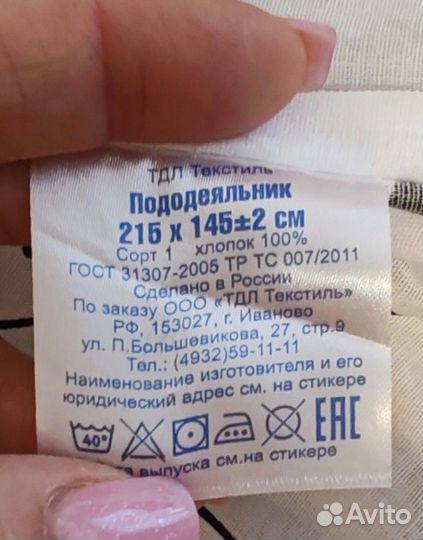 ТДЛ Текстиль
Пододеяльник
215 х 145±2 см
Сорт 1 хлопок 100%
ГОСТ 31307-2005 ТР ТС 007/2011
Сделано в России
По заказу ООО «ТДЛ Текстиль»
РФ, 153027, г. Иваново
ул. П.Большевикова, 27, стр.9
Тел.: (4932)59-11-11
Наименование изготовителя и его
юридический адрес см. на стикере
40° EAC
выпуска см.на стикере
Avito